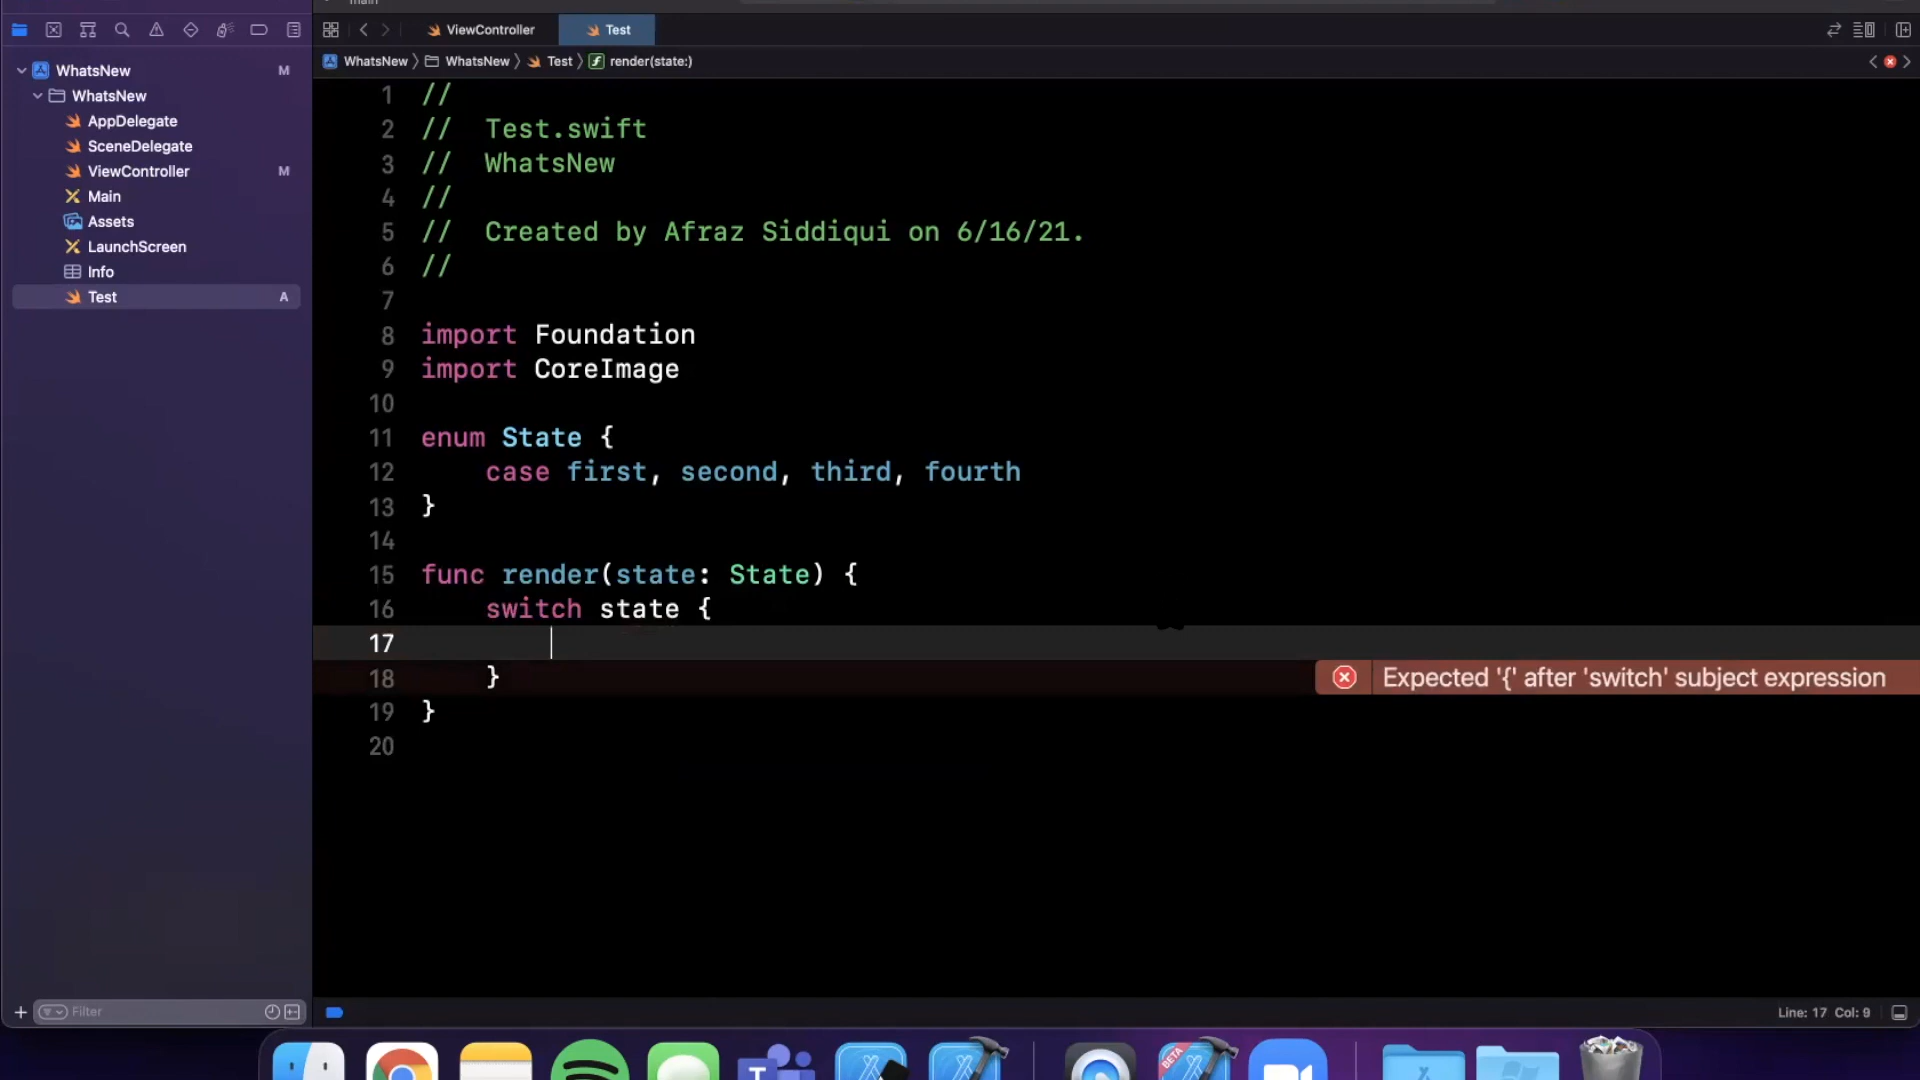 main
ViewController
Test
WhatsNew
WhatsNew
Test
render(state:)
WhatsNew
M
WhatsNew
AppDelegate
SceneDelegate
ViewController
M
Main
Assets
LaunchScreen
Info
Test
A
1 //
2 // Test.swift
3 // WhatsNew
4 //
5 // Created by Afraz Siddiqui on 6/16/21.
6 //
7
8 import Foundation
9 import CoreImage
10
11 enum State {
12 case first, second, third, fourth
13 }
14
15 func render(state: State) {
16 switch state {
17
18 }
Expected '{' after 'switch' subject expression
19 }
20
Filter
Line: 17 Col: 9
T
BETA